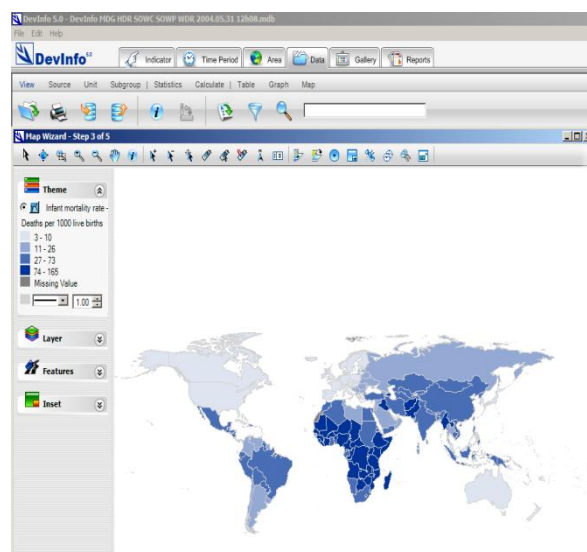 DevInfo 5.0 - DevInfo MDG HDR SOWC SOWP WDR 2004.05.31 12h08.mdb
File Edit Help
DevInfo 5.0 Indicator Time Period Area Data Gallery Reports
View Source Unit Subgroup | Statistics Calculate | Table Graph Map
Map Wizard - Step 3 of 5
Theme
Infant mortality rate -
Deaths per 1000 live births
3 - 10
11 - 26
27 - 73
74 - 165
Missing Value
1.00
Layer
Features
Inset